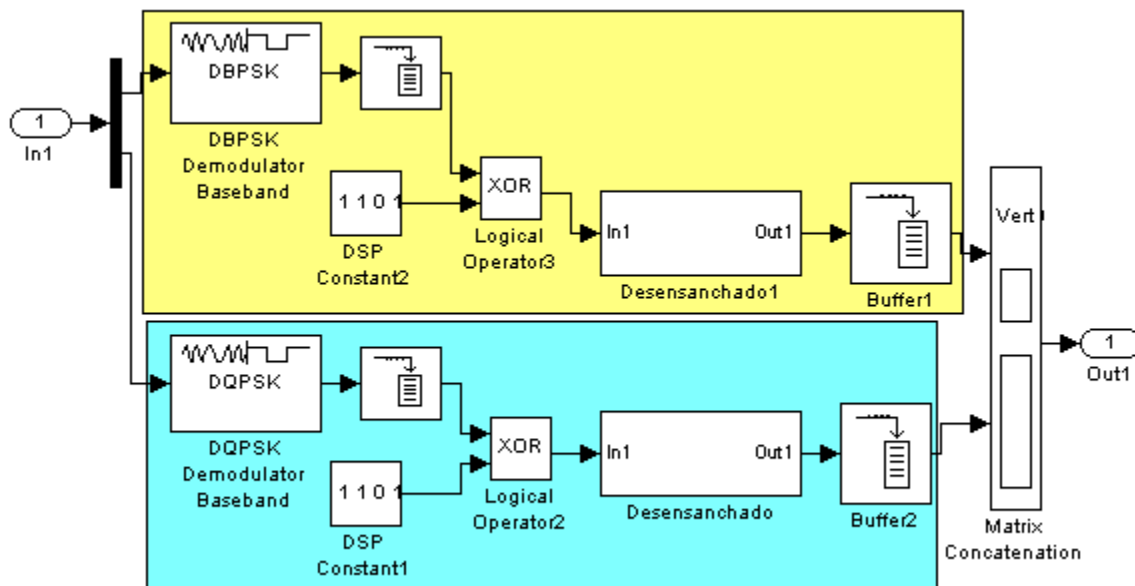 DBPSK
DBPSK
Demodulator
Baseband
1
In1
1 1 0 1
DSP
Constant2
XOR
Logical
Operator3
In1 Out1
Desensanchado1
Buffer1
Vert
DQPSK
DQPSK
Demodulator
Baseband
1 1 0 1
DSP
Constant1
XOR
Logical
Operator2
In1 Out1
Desensanchado
Buffer2
Matrix
Concatenation
1
Out1